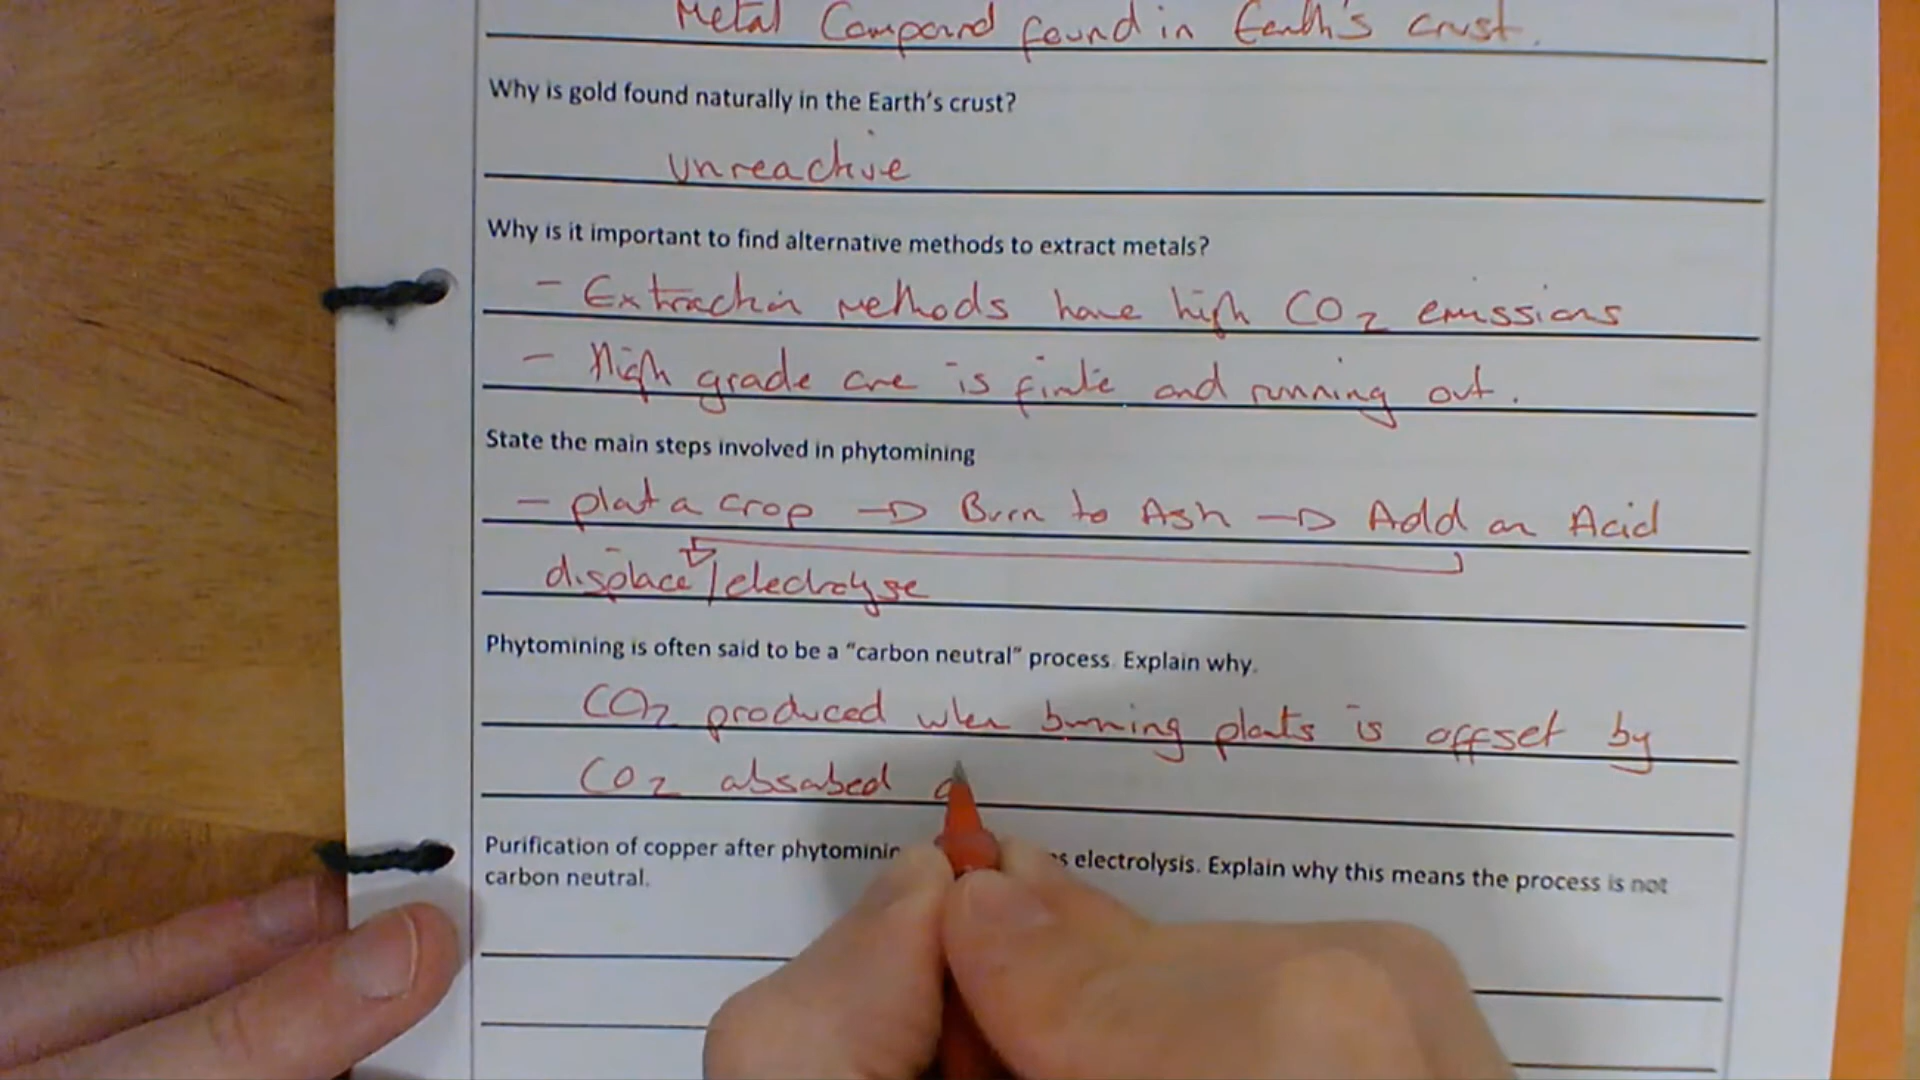 Metal Compound found in Earth's crust.
Why is gold found naturally in the Earth's crust?
unreactive
Why is it important to find alternative methods to extract metals?
- Extraction methods have high CO2 emissions
- High grade ore is finite and running out.
State the main steps involved in phytomining
- plat a crop → Burn to Ash → Add an Acid
displace / electrolyse
Phytomining is often said to be a "carbon neutral" process. Explain why.
CO2 produced when burning plants is offset by
CO2 absorbed
Purification of copper after phytominin electrolysis. Explain why this means the process is not
carbon neutral.